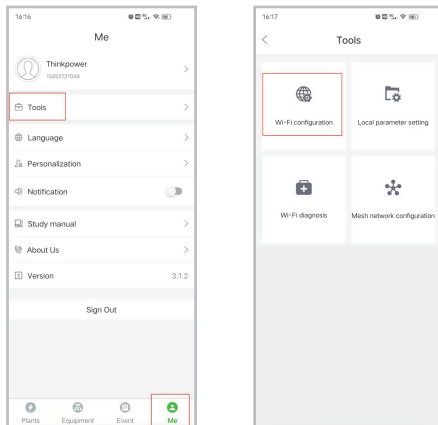 16:16
Me
Thinkpower
15052121048
Tools
Language
Personalization
Notification
Study manual
About Us
Version 3.1.2
Sign Out
Plants Equipment Event Me
16:17
Tools
Wi-Fi configuration Local parameter setting
Wi-Fi diagnosis Mesh network configuration